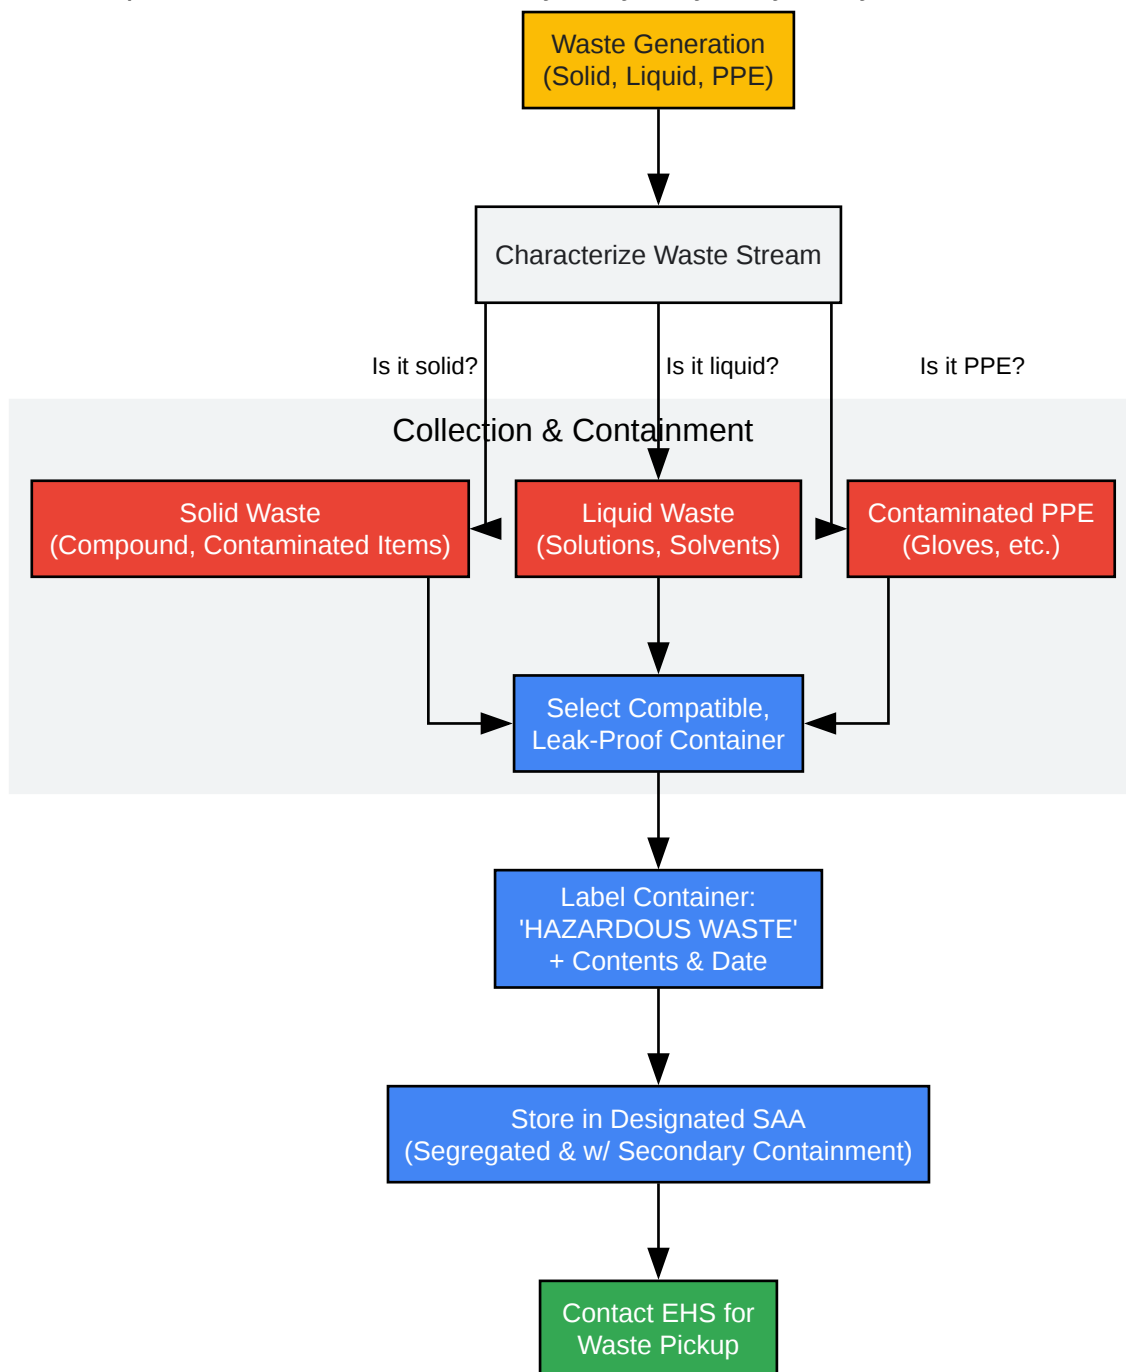 Waste Generation
(Solid, Liquid, PPE)
Characterize Waste Stream
Is it solid?
Is it liquid?
Is it PPE?
Collection & Containment
Solid Waste
(Compound, Contaminated Items)
Liquid Waste
(Solutions, Solvents)
Contaminated PPE
(Gloves, etc.)
Select Compatible,
Leak-Proof Container
Label Container:
'HAZARDOUS WASTE'
+ Contents & Date
Store in Designated SAA
(Segregated & w/ Secondary Containment)
Contact EHS for
Waste Pickup